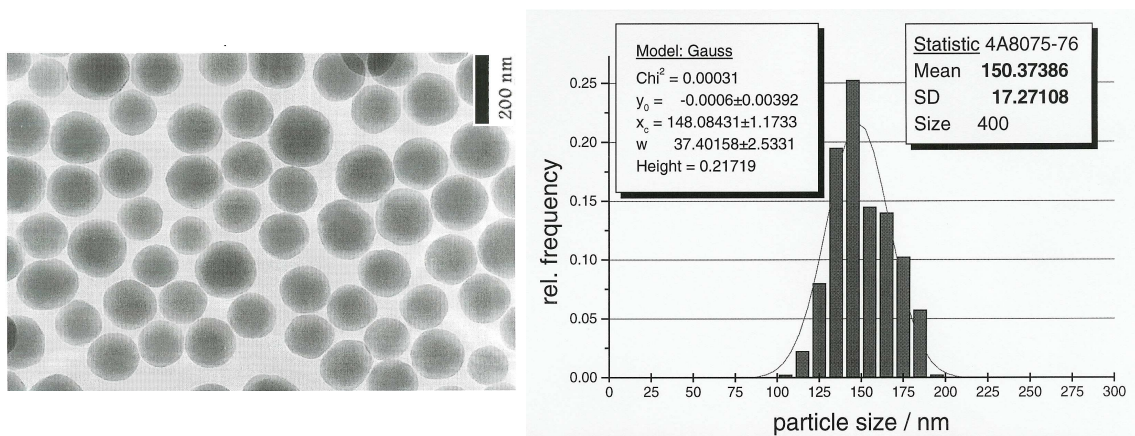 200 nm
Model: Gauss
Chi² = 0.00031
y₀ = -0.0006±0.00392
x꜀ = 148.08431±1.1733
w 37.40158±2.5331
Height = 0.21719
Statistic 4A8075-76
Mean 150.37386
SD 17.27108
Size 400
rel. frequency
0.25
0.20
0.15
0.10
0.05
0.00
0 25 50 75 100 125 150 175 200 225 250 275 300
particle size / nm